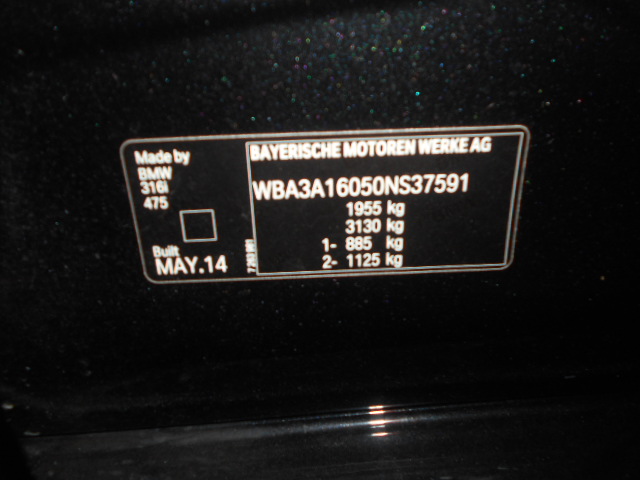 Made by
BMW
316i
475
Built
MAY.14
BAYERISCHE MOTOREN WERKE AG
WBA3A16050NS37591
1955 kg
3130 kg
1- 885 kg
2- 1125 kg